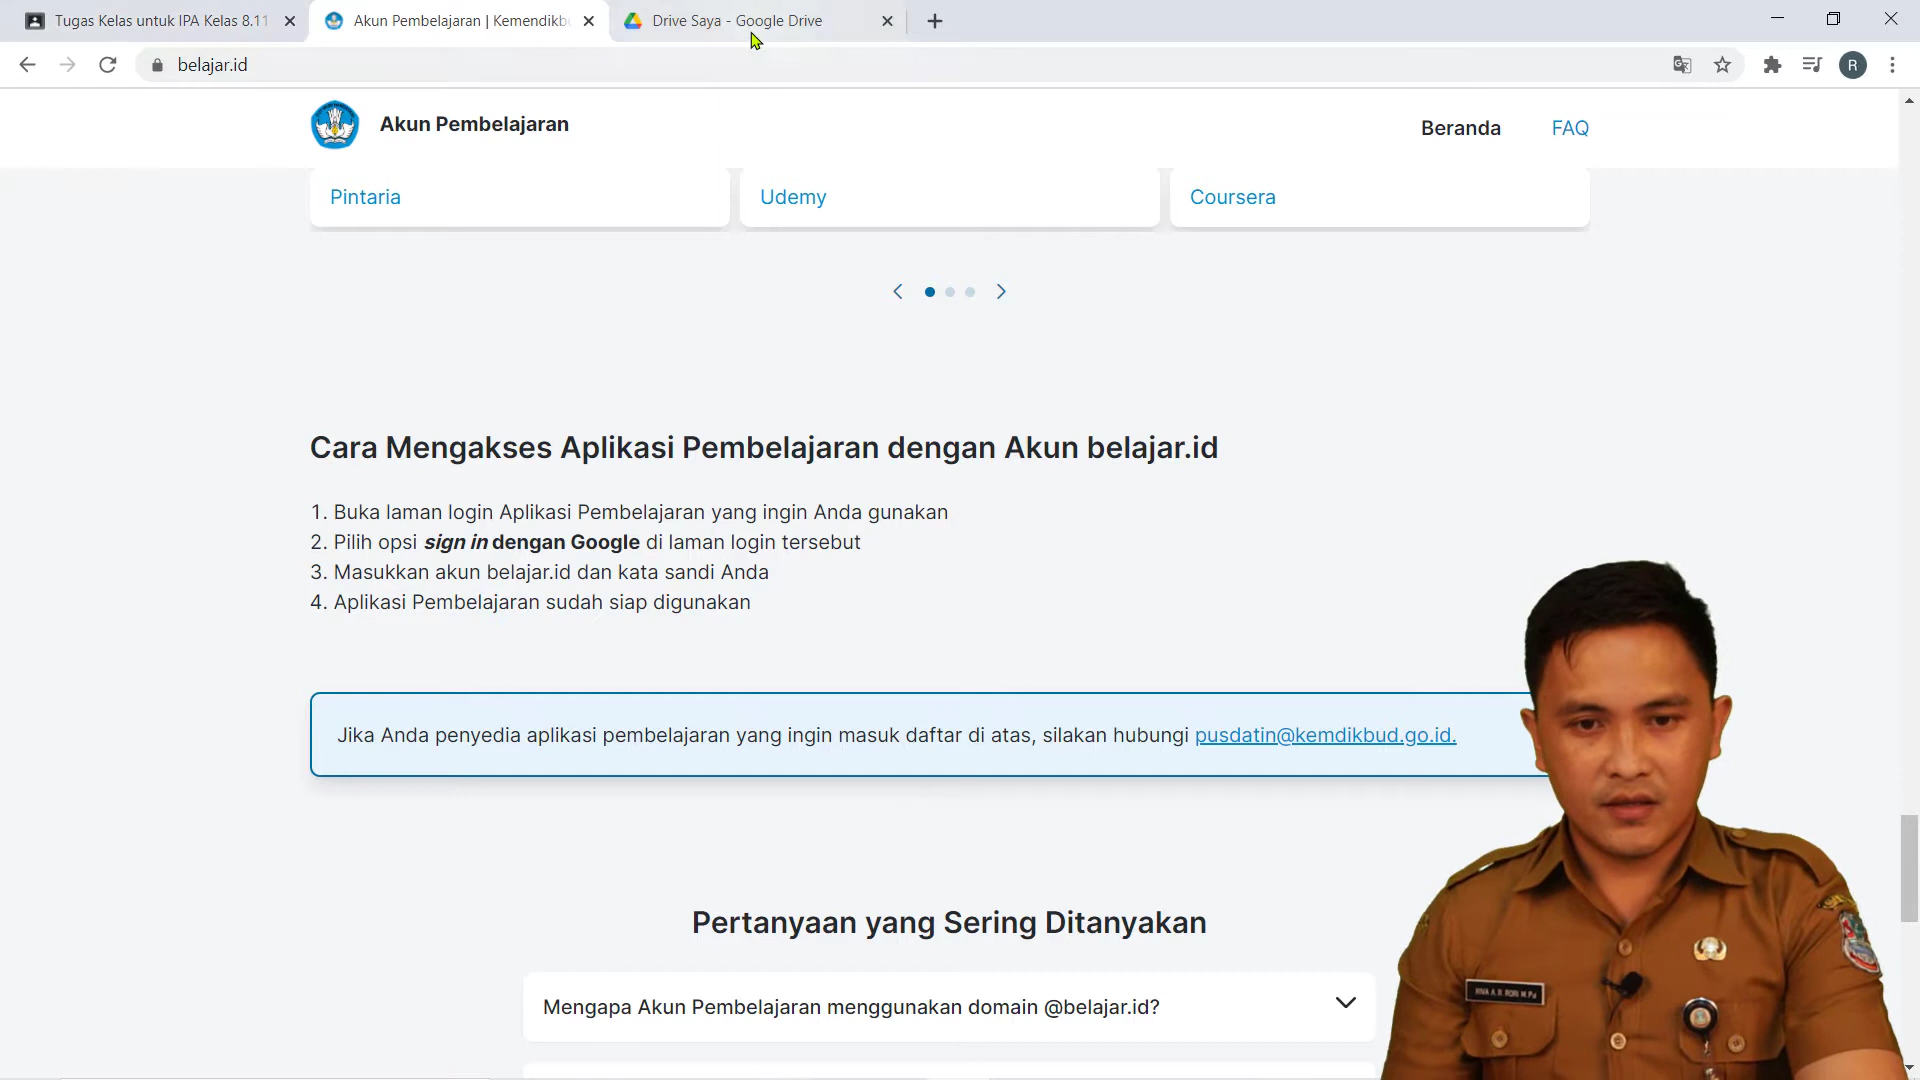 Tugas Kelas untuk IPA Kelas 8.11
Akun Pembelajaran | Kemendikb
Drive Saya - Google Drive
belajar.id
R
Akun Pembelajaran
Beranda
FAQ
Pintaria
Udemy
Coursera
Cara Mengakses Aplikasi Pembelajaran dengan Akun belajar.id
1. Buka laman login Aplikasi Pembelajaran yang ingin Anda gunakan
2. Pilih opsi sign in dengan Google di laman login tersebut
3. Masukkan akun belajar.id dan kata sandi Anda
4. Aplikasi Pembelajaran sudah siap digunakan
Jika Anda penyedia aplikasi pembelajaran yang ingin masuk daftar di atas, silakan hubungi pusdatin@kemdikbud.go.id.
Pertanyaan yang Sering Ditanyakan
Mengapa Akun Pembelajaran menggunakan domain @belajar.id?